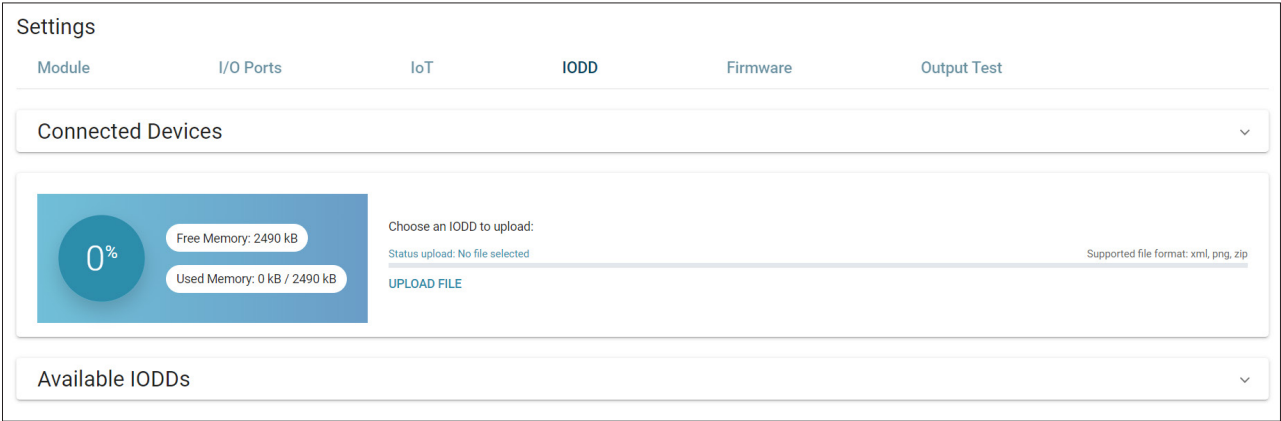 Settings
Module I/O Ports IoT IODD Firmware Output Test
Connected Devices
0%
Free Memory: 2490 kB
Used Memory: 0 kB / 2490 kB
Choose an IODD to upload:
Status upload: No file selected Supported file format: xml, png, zip
UPLOAD FILE
Available IODDs